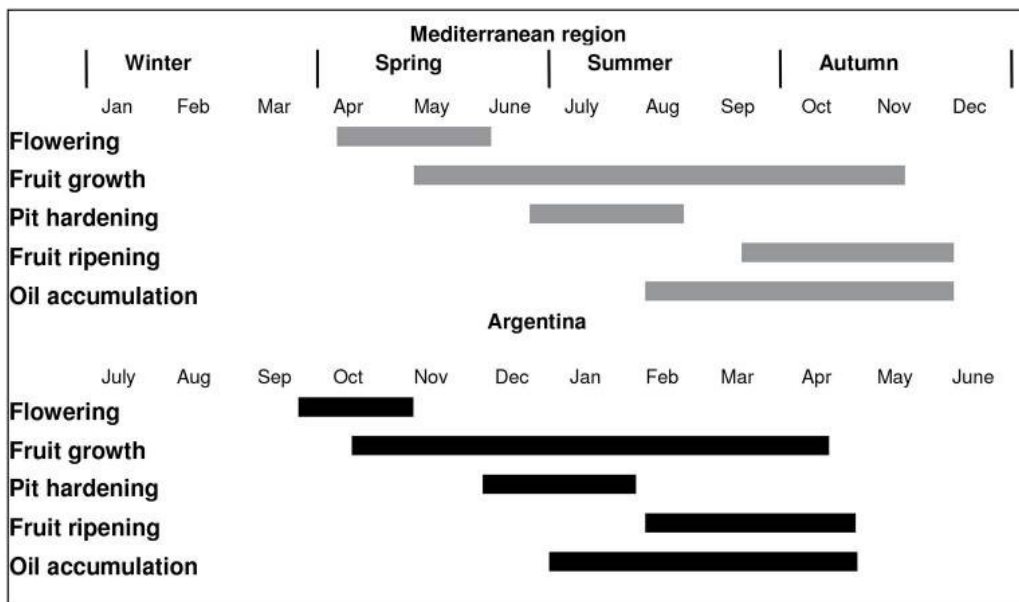 Mediterranean region
Winter Spring Summer Autumn
Jan Feb Mar Apr May June July Aug Sep Oct Nov Dec
Flowering
Fruit growth
Pit hardening
Fruit ripening
Oil accumulation
Argentina
July Aug Sep Oct Nov Dec Jan Feb Mar Apr May June
Flowering
Fruit growth
Pit hardening
Fruit ripening
Oil accumulation